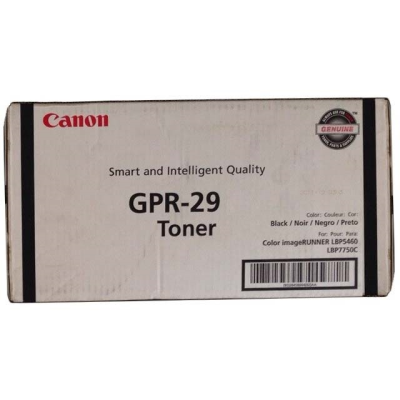 Canon
GENUINE
Smart and Intelligent Quality
GPR-29
Toner
Color: Couleur: Cor:
Black / Noir / Negro / Preto
For: Pour: Para:
Color imageRUNNER LBP5460
LBP7750C